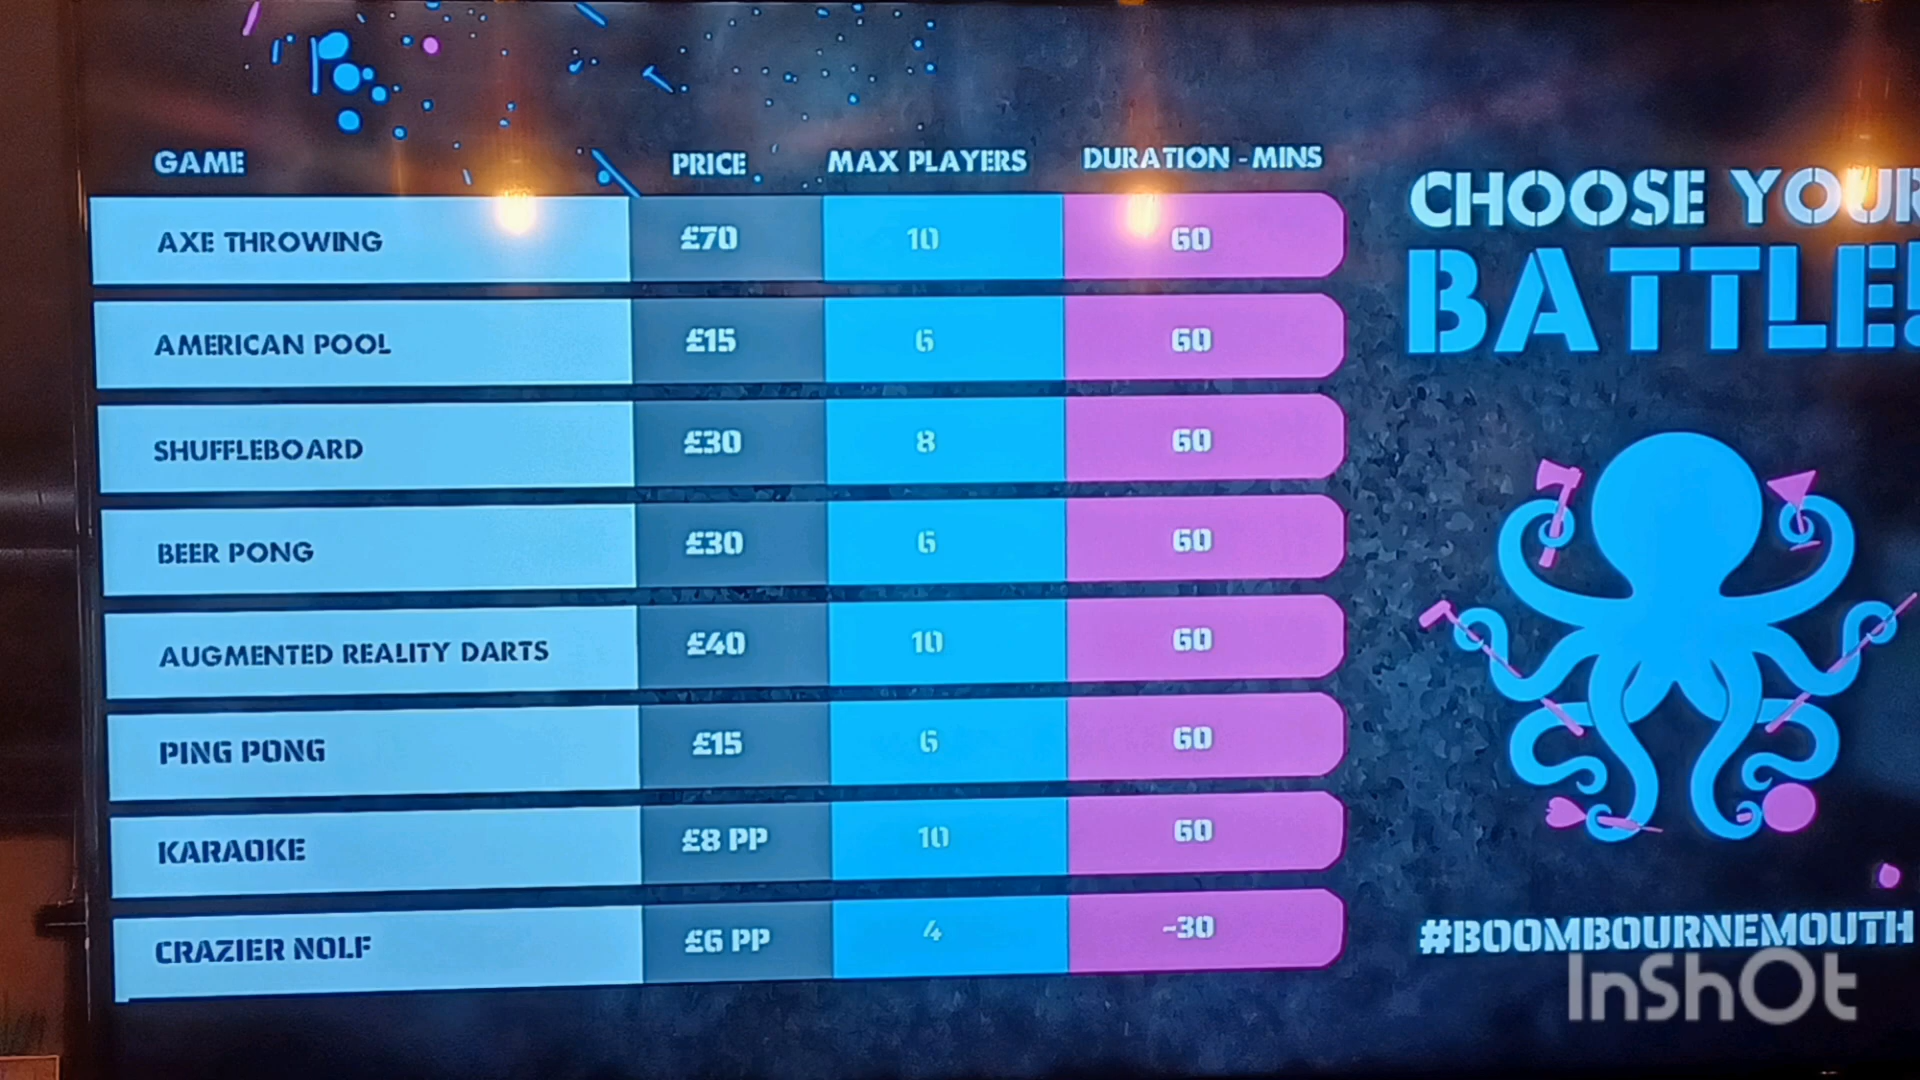 GAME PRICE MAX PLAYERS DURATION - MINS
AXE THROWING £70 10 60
AMERICAN POOL £15 6 60
SHUFFLEBOARD £30 8 60
BEER PONG £30 6 60
AUGMENTED REALITY DARTS £40 10 60
PING PONG £15 6 60
KARAOKE £8 PP 10 60
CRAZIER NOLF £6 PP 4 ~30
CHOOSE YOUR
BATTLE!
#BOOMBOURNEMOUTH
InShOt